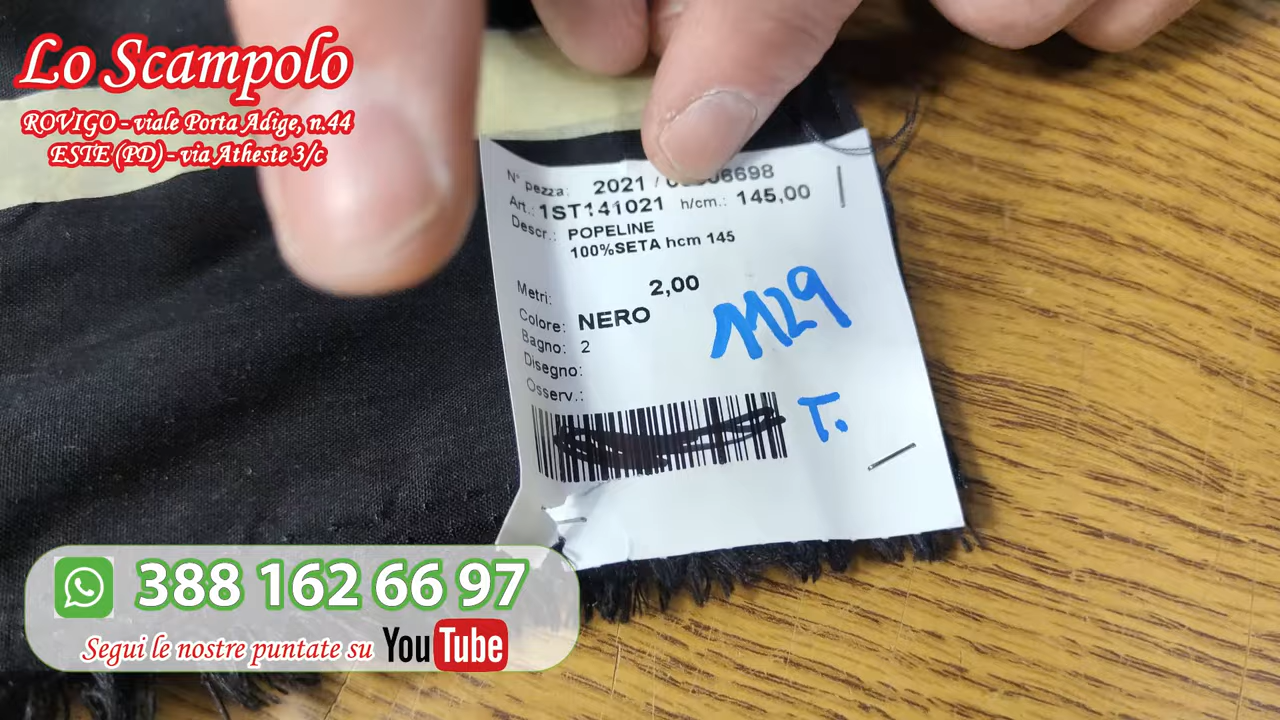 Lo Scampolo
ROVIGO - viale Porta Adige, n.44
ESTE (PD) - via Atheste 3/c
N° pezza: 2021 /
Art.: 1ST141021 h/cm.: 145,00
Descr.: POPELINE
100%SETA hcm 145
Metri: 2,00
Colore: NERO
Bagno: 2
Disegno:
Osserv.:
M29
T.
388 162 66 97
Segui le nostre puntate su YouTube